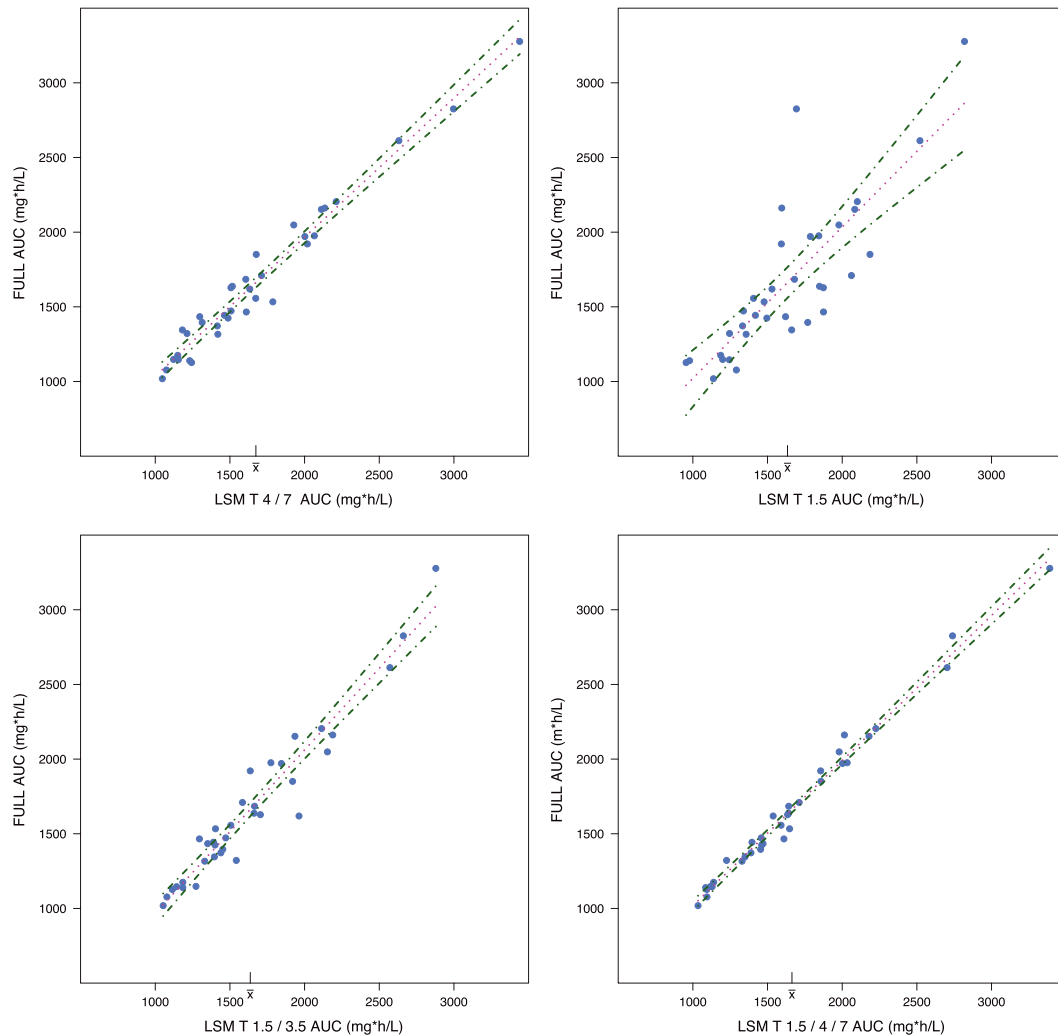 FULL AUC (mg*h/L)
3000
2500
2000
1500
1000
1000 1500 2000 2500 3000
x̅
LSM T 4 / 7 AUC (mg*h/L)
FULL AUC (mg*h/L)
3000
2500
2000
1500
1000
1000 1500 2000 2500 3000
x̅
LSM T 1.5 AUC (mg*h/L)
FULL AUC (mg*h/L)
3000
2500
2000
1500
1000
1000 1500 2000 2500 3000
x̅
LSM T 1.5 / 3.5 AUC (mg*h/L)
FULL AUC (m*h/L)
3000
2500
2000
1500
1000
1000 1500 2000 2500 3000
x̅
LSM T 1.5 / 4 / 7 AUC (mg*h/L)